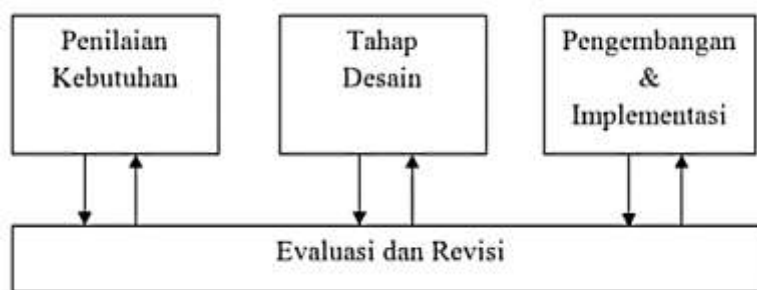 Penilaian
Kebutuhan
Tahap
Desain
Pengembangan
&
Implementasi
Evaluasi dan Revisi